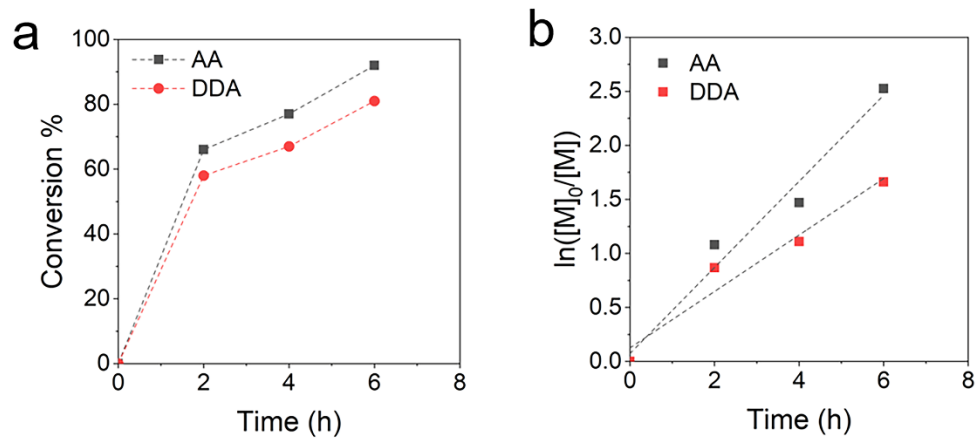 a
100
80
60
40
20
0
Conversion %
AA
DDA
0 2 4 6 8
Time (h)
b
3.0
2.5
2.0
1.5
1.0
0.5
0.0
ln([M]₀/[M])
AA
DDA
0 2 4 6 8
Time (h)